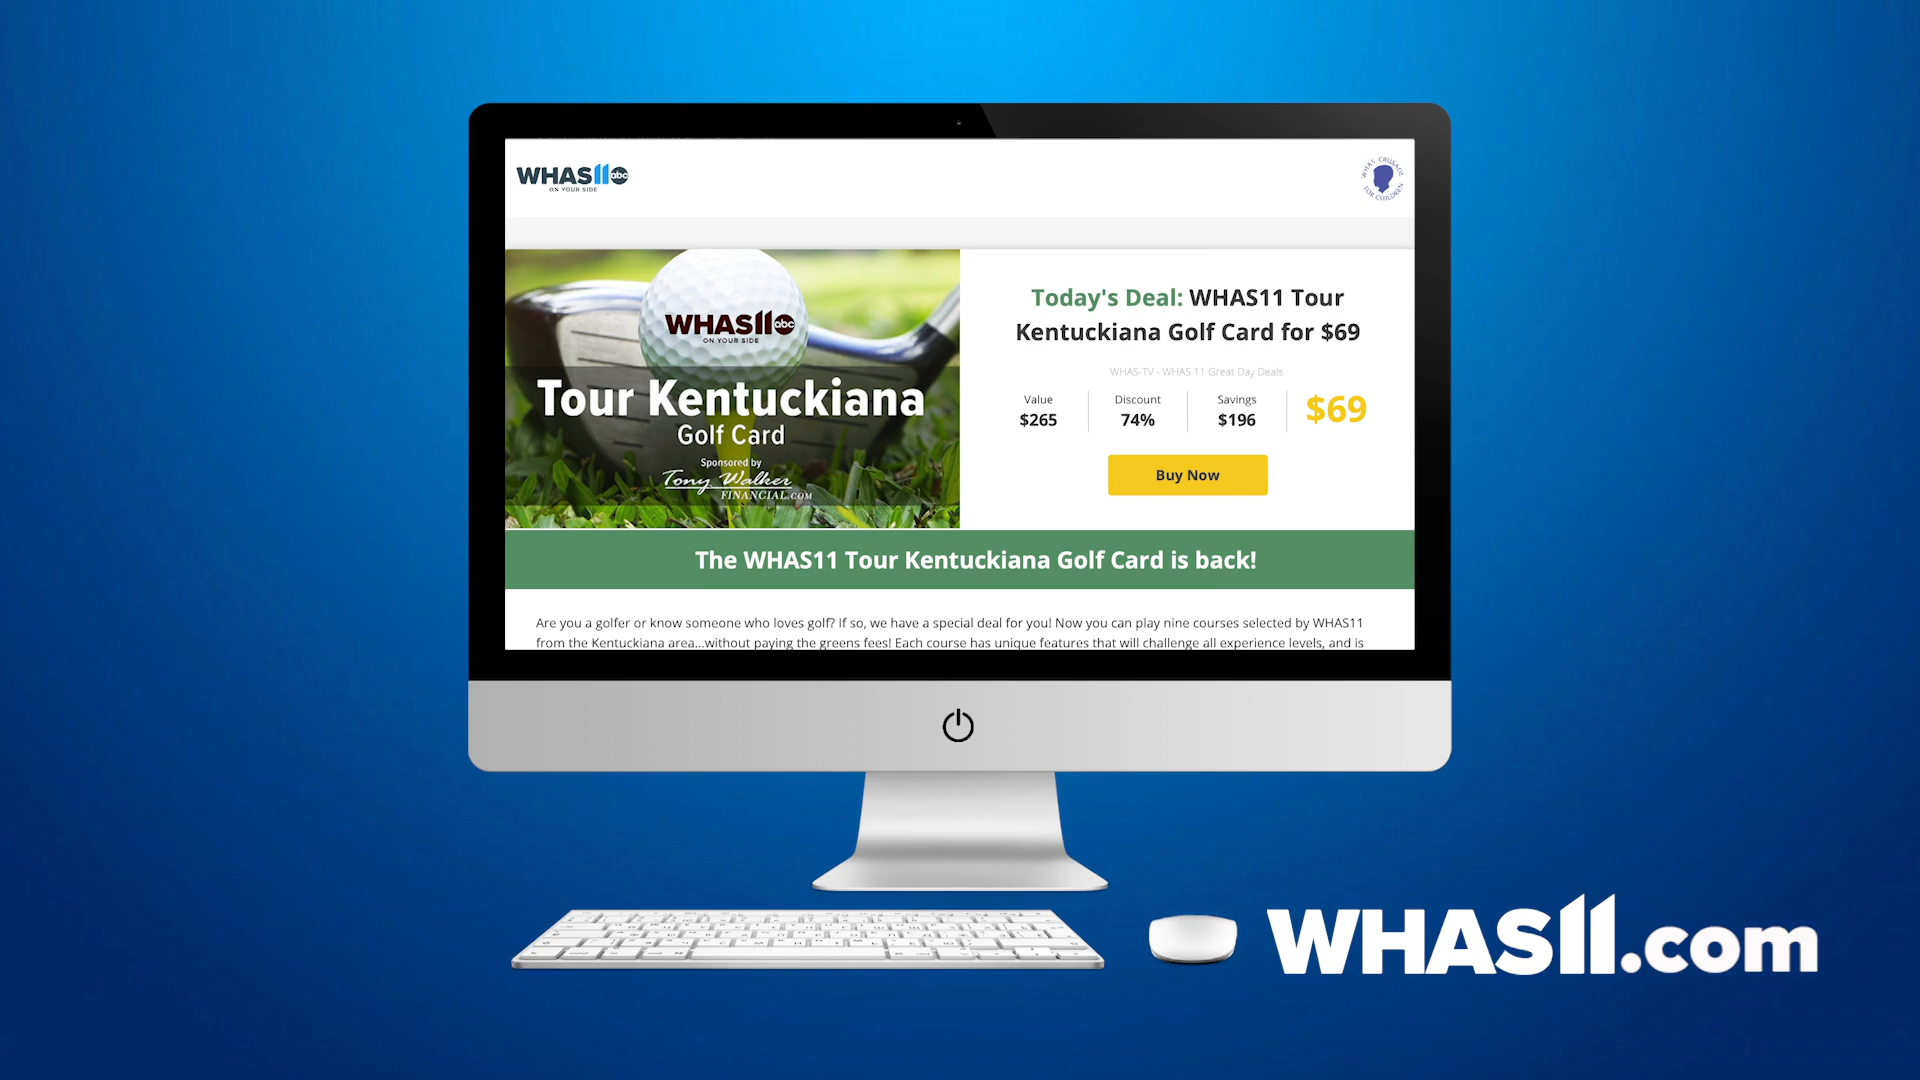 WHAS11 abc
ON YOUR SIDE
WHAS CRUSADE
FOR CHILDREN
WHAS11 abc
ON YOUR SIDE
Tour Kentuckiana
Golf Card
Sponsored by
Tony Walker
FINANCIAL.COM
Today's Deal: WHAS11 Tour
Kentuckiana Golf Card for $69
WHAS-TV - WHAS 11 Great Day Deals
Value Discount Savings
$265 74% $196 $69
Buy Now
The WHAS11 Tour Kentuckiana Golf Card is back!
Are you a golfer or know someone who loves golf? If so, we have a special deal for you! Now you can play nine courses selected by WHAS11
from the Kentuckiana area...without paying the greens fees! Each course has unique features that will challenge all experience levels, and is
WHAS11.com